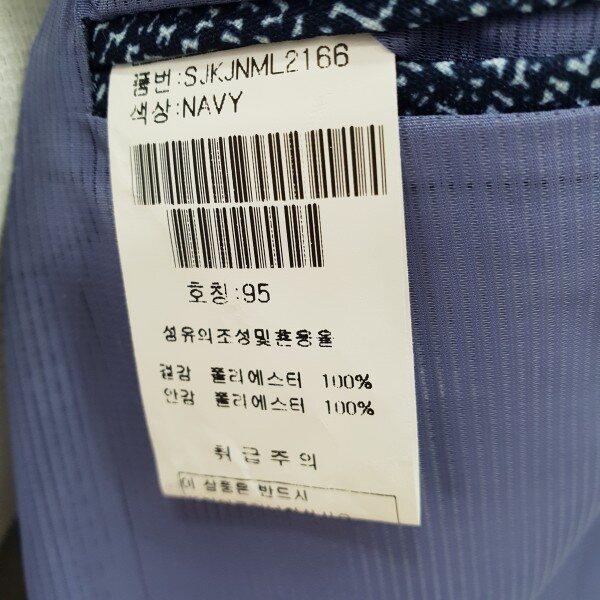 품번:SJKJNML2166
색상:NAVY
호칭:95
섬유의조성및혼용율
겉감 폴리에스터 100%
안감 폴리에스터 100%
취급주의
이 상품은 반드시